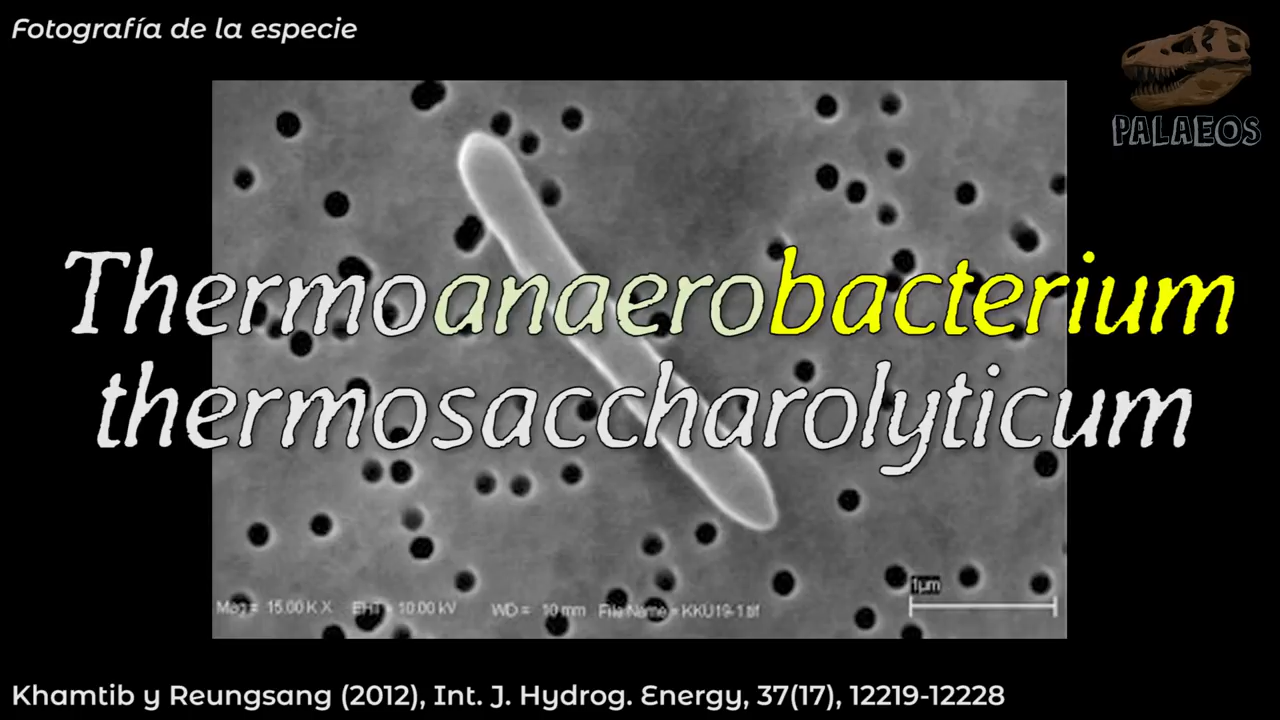 Fotografía de la especie
PALAEOS
Thermoanaerobacterium
thermosaccharolyticum
1µm
Mag = 15.00 K X EHT = 10.00 kV WD = 10 mm File Name = KKU19-1.tif
Khamtib y Reungsang (2012), Int. J. Hydrog. Energy, 37(17), 12219-12228